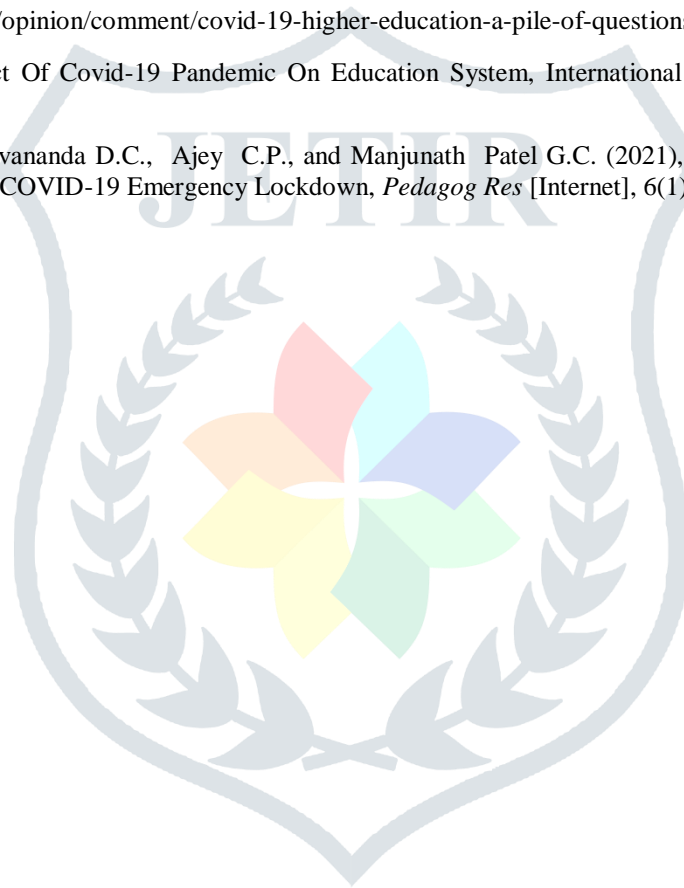 /opinion/comment/covid-19-higher-education-a-pile-of-questions
ct Of Covid-19 Pandemic On Education System, International
vananda D.C., Ajey C.P., and Manjunath Patel G.C. (2021),
COVID-19 Emergency Lockdown, Pedagog Res [Internet], 6(1)
JETIR